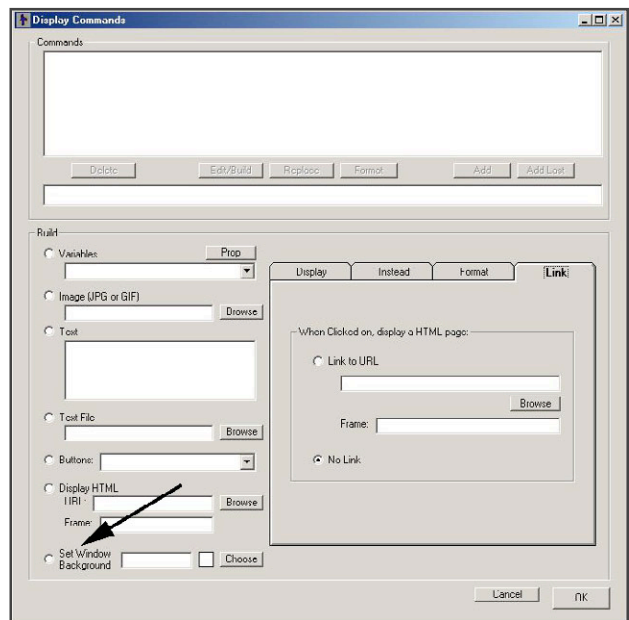 Display Commands
Commands
Delete Edit/Build Replace Format Add Add Last
Build
Variables Prop
Image (JPG or GIF)
Browse
Text
Text File
Browse
Buttons:
Display HTML
URL: Browse
Frame:
Set Window
Background Choose
Display Instead Format Link
When Clicked on, display a HTML page:
Link to URL
Browse
Frame:
No Link
Cancel OK